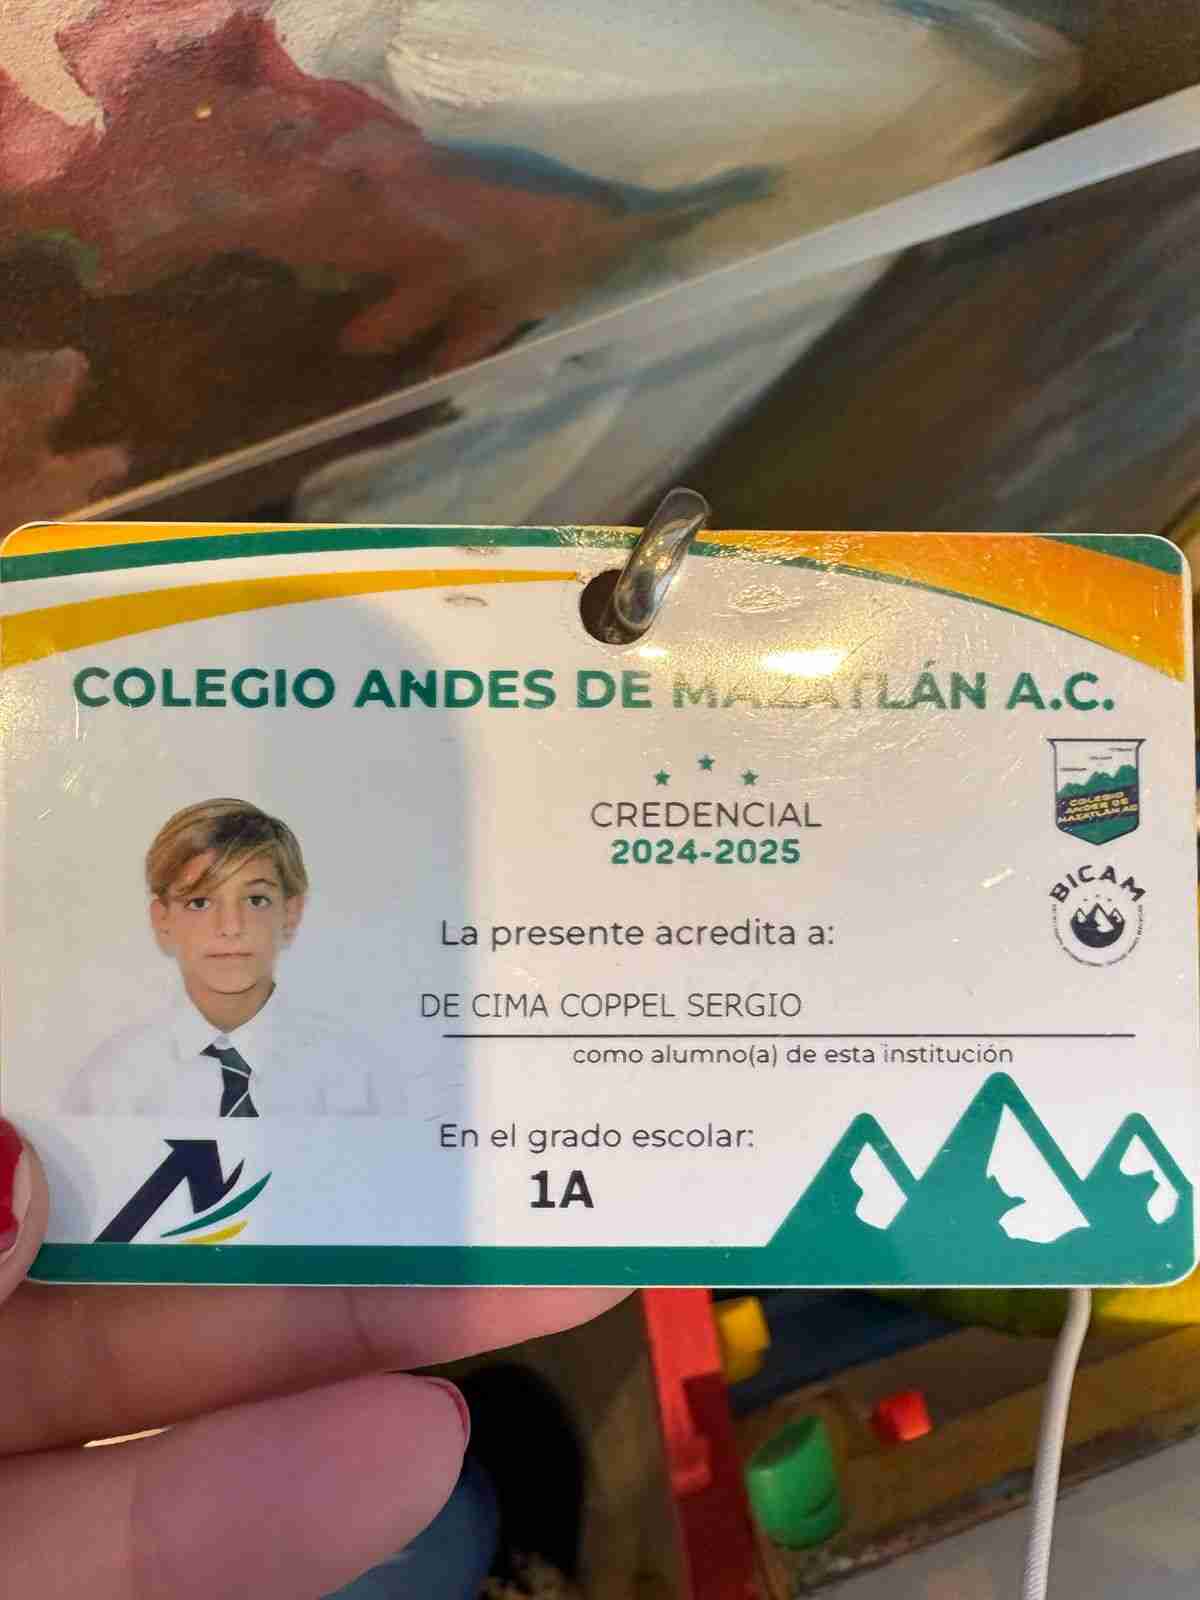 COLEGIO ANDES DE MAZATLÁN A.C.
CREDENCIAL
2024-2025
COLEGIO
ANDES DE
MAZATLÁN AC
BICAM
La presente acredita a:
DE CIMA COPPEL SERGIO
como alumno(a) de esta institución
En el grado escolar:
1A